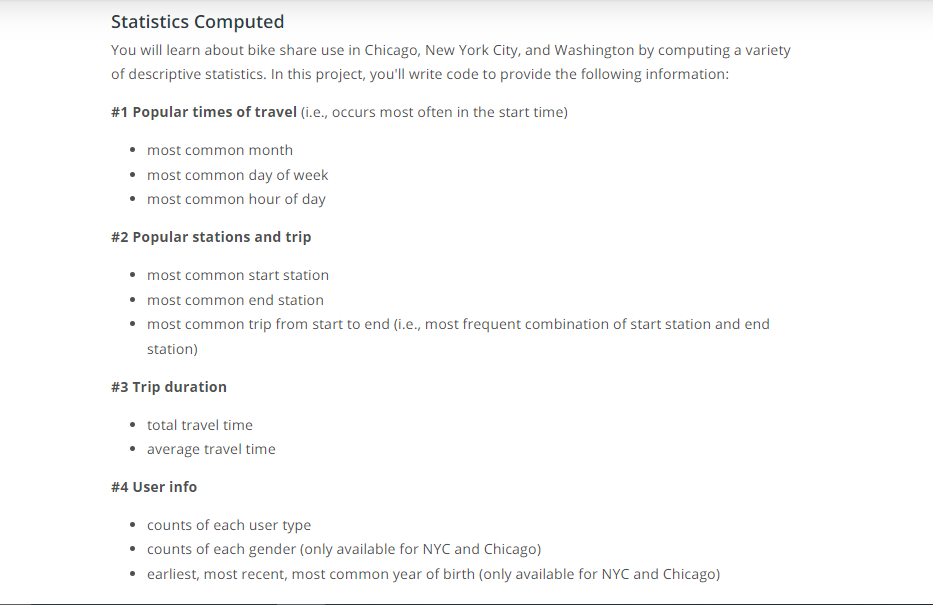 Statistics Computed
You will learn about bike share use in Chicago, New York City, and Washington by computing a variety
of descriptive statistics. In this project, you'll write code to provide the following information:
#1 Popular times of travel (i.e., occurs most often in the start time)
• most common month
• most common day of week
• most common hour of day
#2 Popular stations and trip
• most common start station
• most common end station
• most common trip from start to end (i.e., most frequent combination of start station and end
station)
#3 Trip duration
• total travel time
• average travel time
#4 User info
• counts of each user type
• counts of each gender (only available for NYC and Chicago)
• earliest, most recent, most common year of birth (only available for NYC and Chicago)